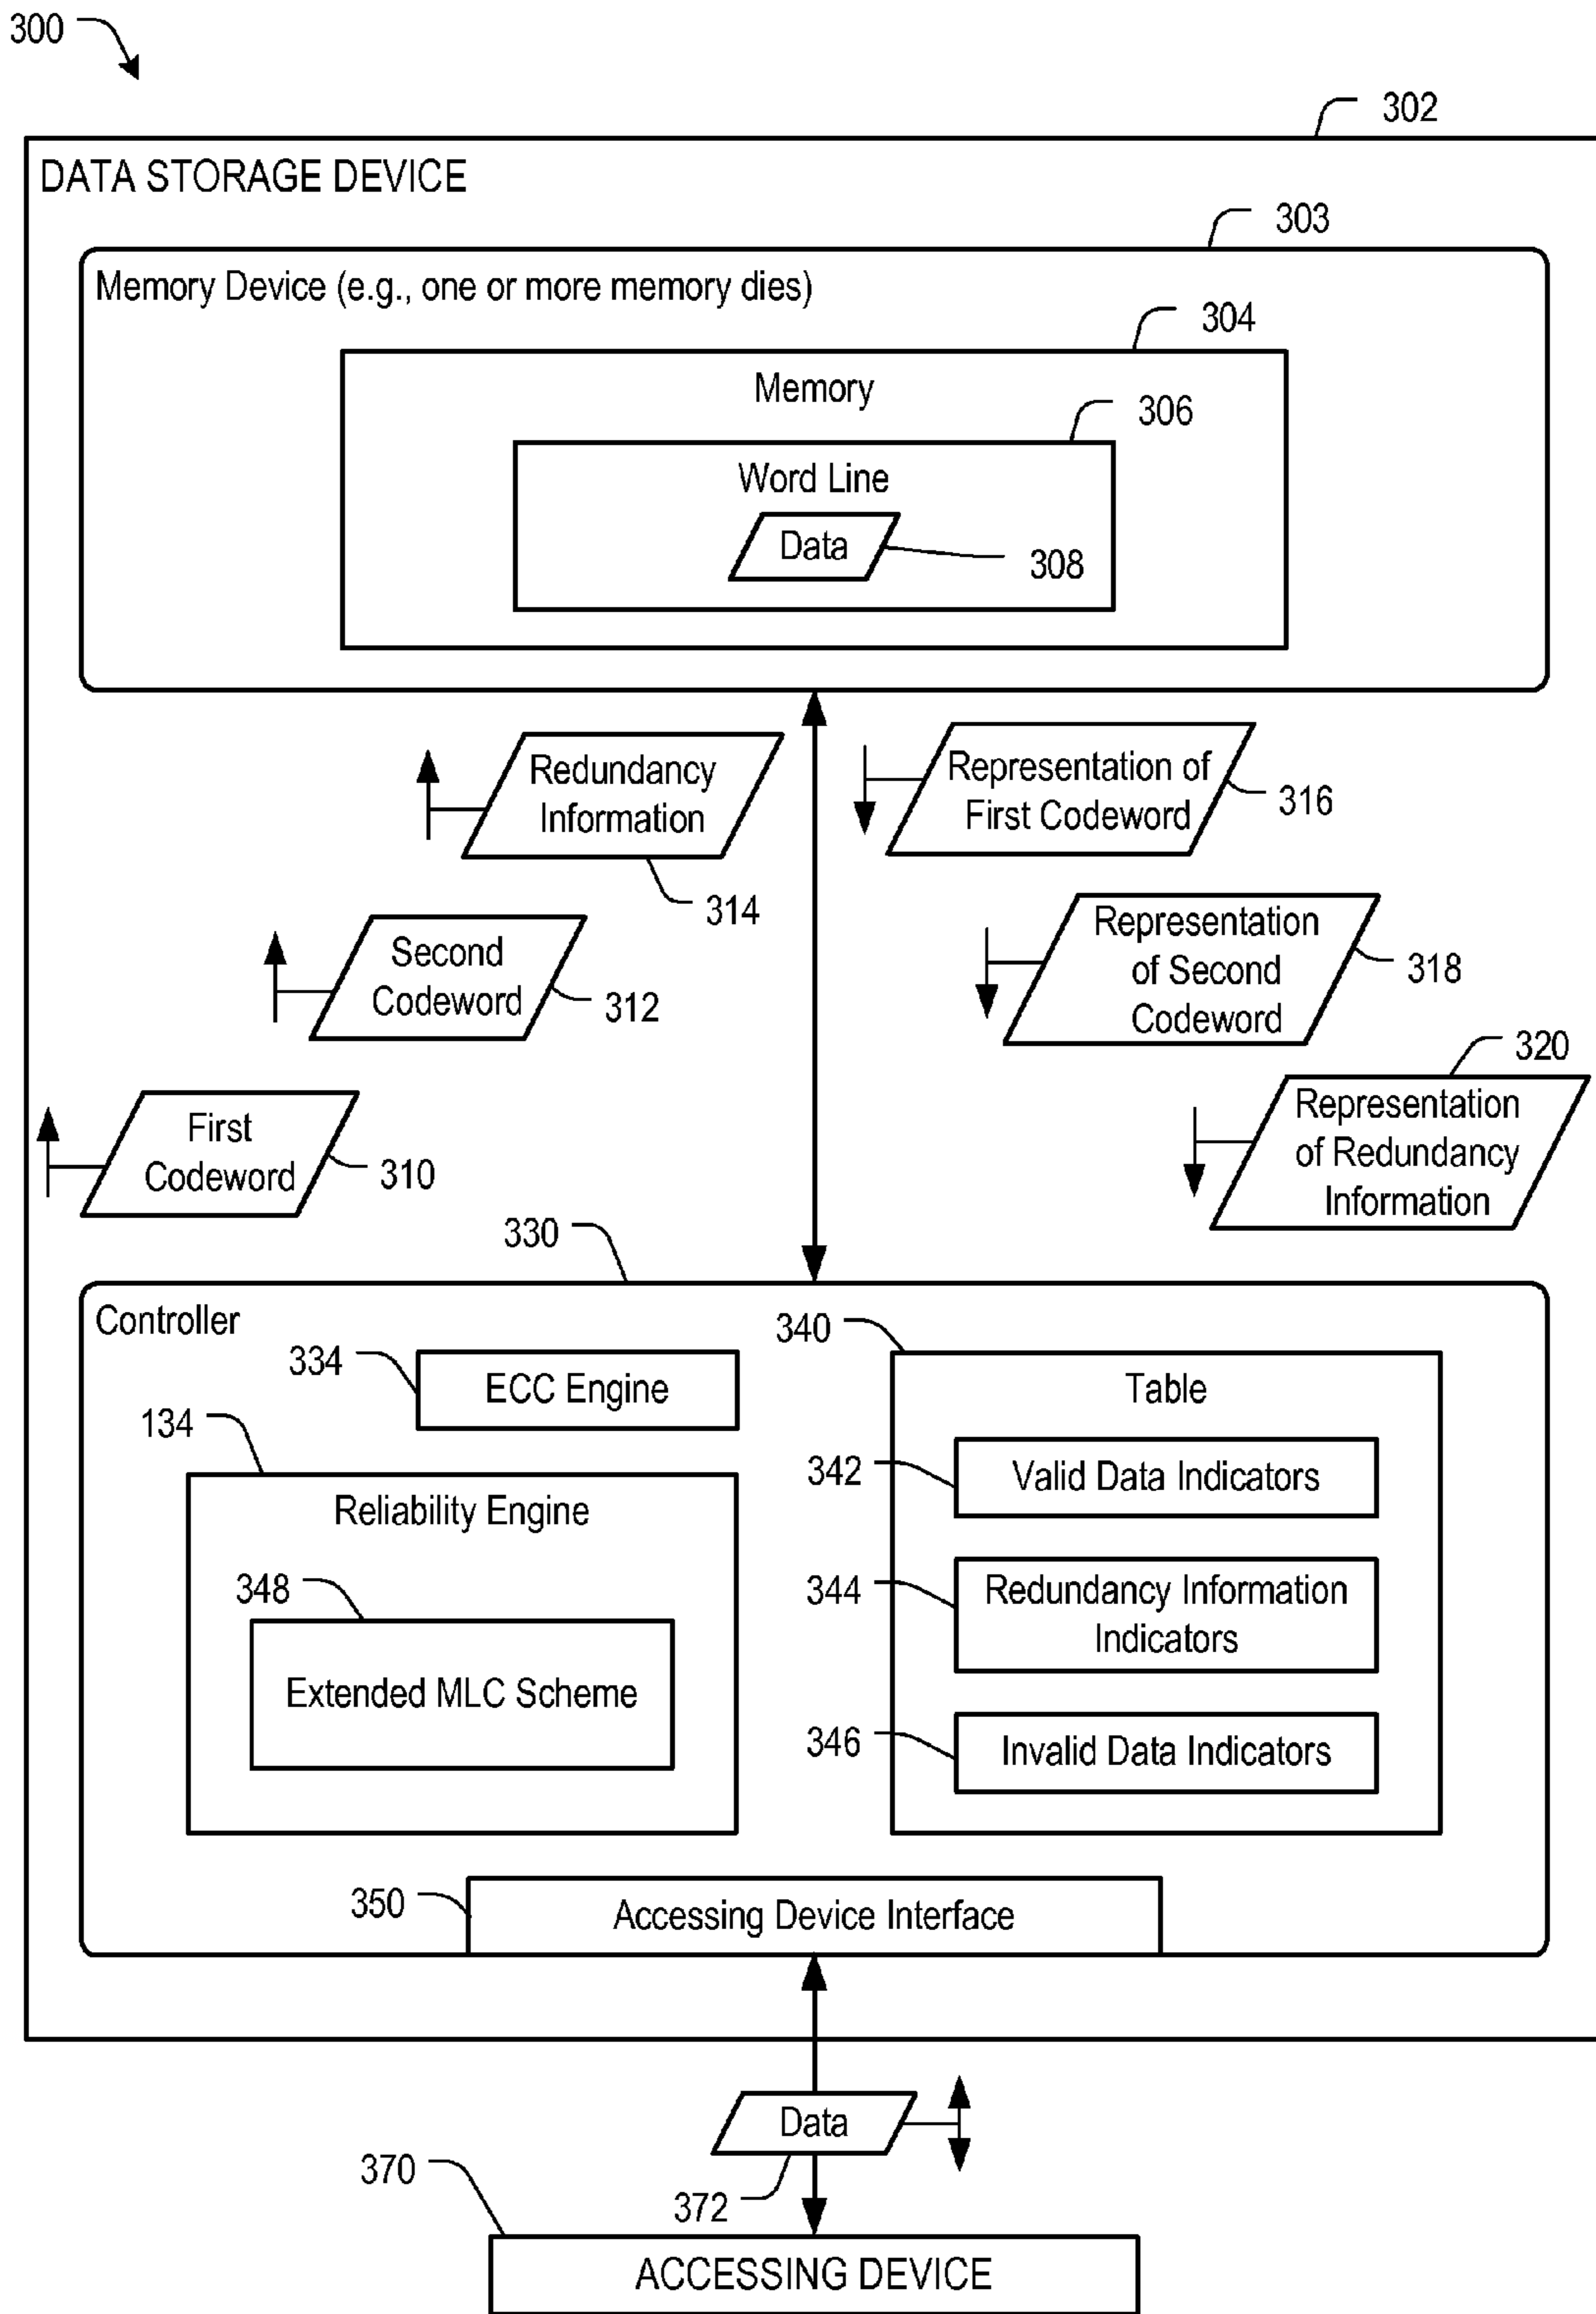 300
302
DATA STORAGE DEVICE
303
Memory Device (e.g., one or more memory dies)
304
Memory
306
Word Line
Data
308
Redundancy
Information
314
Representation of
First Codeword
316
Second
Codeword
312
Representation
of Second
Codeword
318
First
Codeword
310
320
Representation
of Redundancy
Information
330
Controller
334
ECC Engine
134
Reliability Engine
348
Extended MLC Scheme
340
Table
342
Valid Data Indicators
344
Redundancy Information
Indicators
346
Invalid Data Indicators
350
Accessing Device Interface
Data
372
370
ACCESSING DEVICE